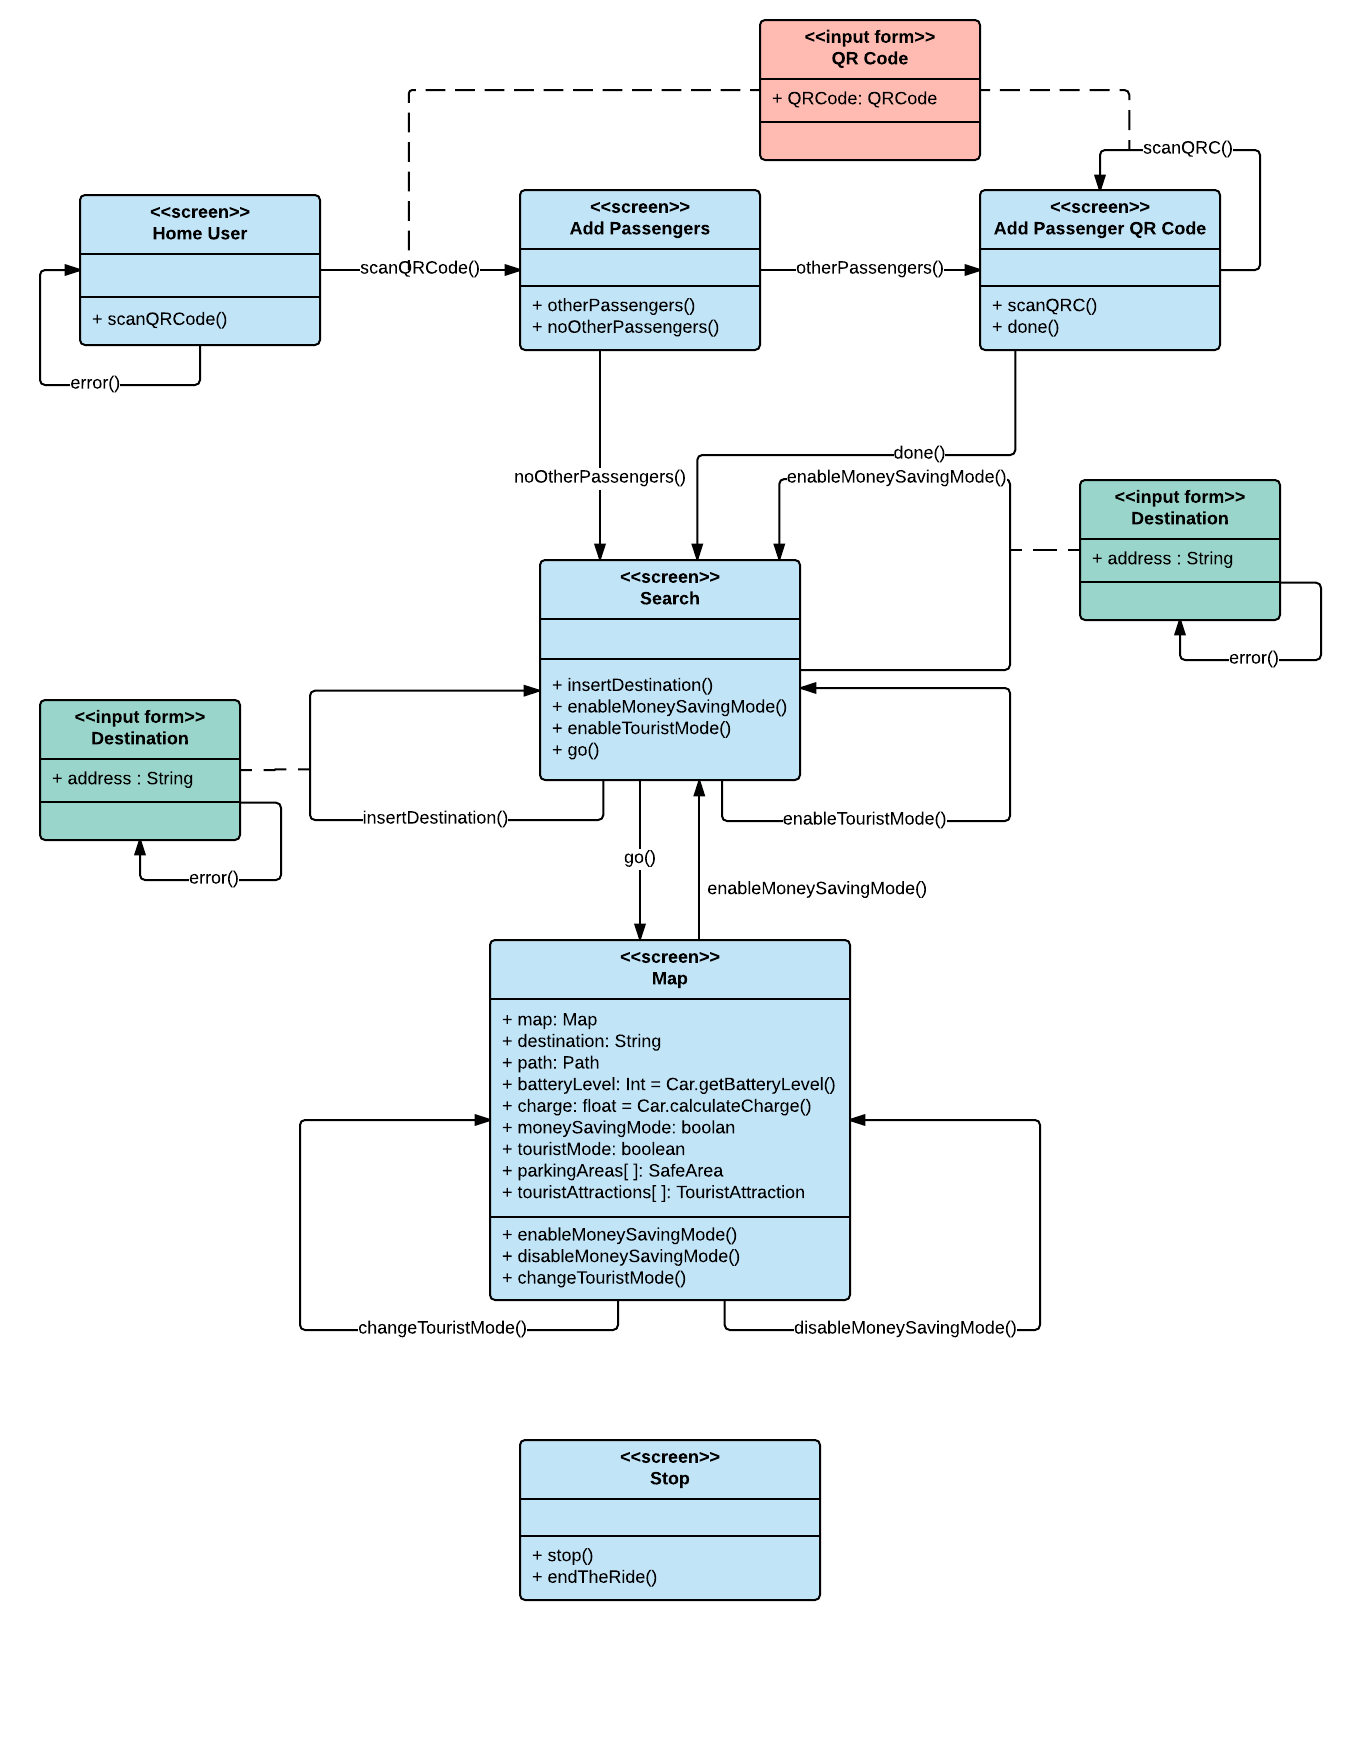 <<input form>>
QR Code
+ QRCode: QRCode
scanQRC()
<<screen>>
Home User
+ scanQRCode()
error()
scanQRCode()
<<screen>>
Add Passengers
+ otherPassengers()
+ noOtherPassengers()
otherPassengers()
<<screen>>
Add Passenger QR Code
+ scanQRC()
+ done()
done()
noOtherPassengers()
enableMoneySavingMode()
<<input form>>
Destination
+ address : String
error()
<<screen>>
Search
+ insertDestination()
+ enableMoneySavingMode()
+ enableTouristMode()
+ go()
<<input form>>
Destination
+ address : String
error()
insertDestination()
enableTouristMode()
go()
enableMoneySavingMode()
<<screen>>
Map
+ map: Map
+ destination: String
+ path: Path
+ batteryLevel: Int = Car.getBatteryLevel()
+ charge: float = Car.calculateCharge()
+ moneySavingMode: boolan
+ touristMode: boolean
+ parkingAreas[ ]: SafeArea
+ touristAttractions[ ]: TouristAttraction
+ enableMoneySavingMode()
+ disableMoneySavingMode()
+ changeTouristMode()
changeTouristMode()
disableMoneySavingMode()
<<screen>>
Stop
+ stop()
+ endTheRide()